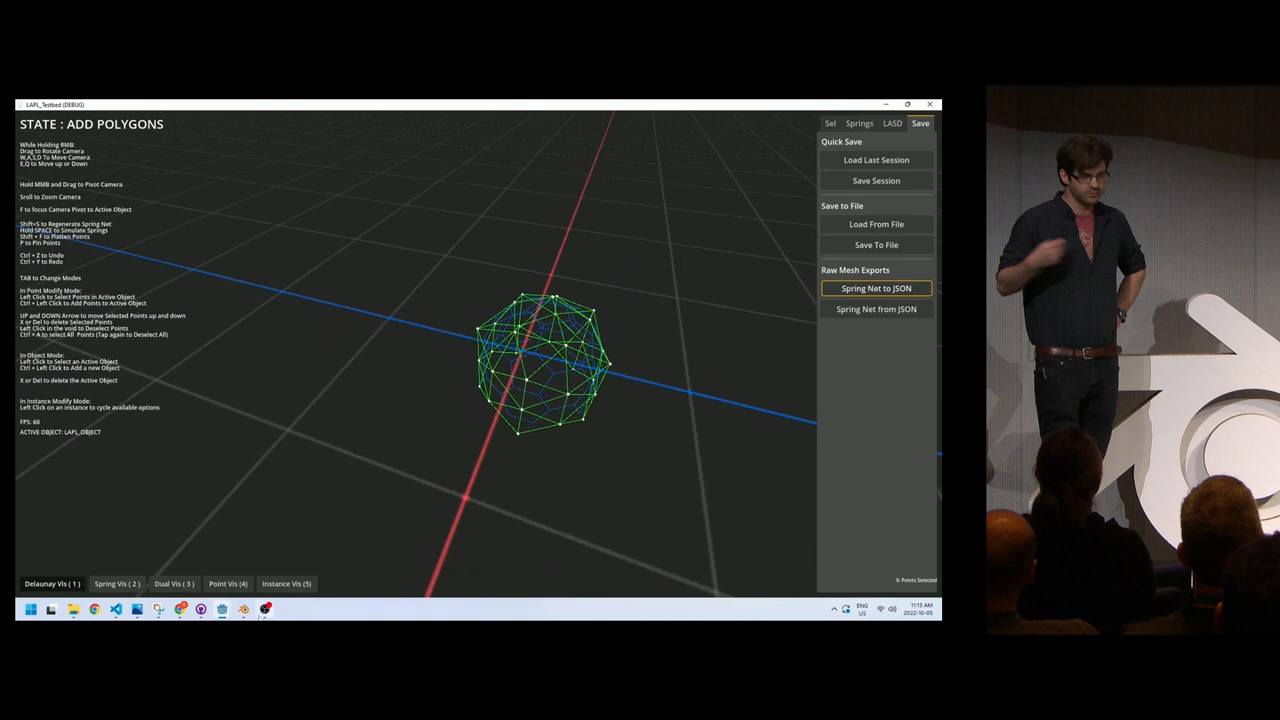 LAPL_Testbed (DEBUG)
STATE : ADD POLYGONS
While Holding RMB:
Drag to Rotate Camera
W,A,S,D To Move Camera
E,Q to Move up or Down
Hold MMB and Drag to Pivot Camera
Sroll to Zoom Camera
F to focus Camera Pivot to Active Object
Shift+S to Regenerate Spring Net
Hold SPACE to Simulate Springs
Shift + F to Flatten Points
P to Pin Points
Ctrl + Z to Undo
Ctrl + Y to Redo
TAB to Change Modes
In Point Modify Mode:
Left Click to Select Points in Active Object
Ctrl + Left Click to Add Points to Active Object
UP and DOWN Arrow to move Selected Points up and down
X or Del to delete Selected Points
Left Click in the void to Deselect Points
Ctrl + A to select All Points (Tap again to Deselect All)
In Object Mode:
Left Click to Select an Active Object
Ctrl + Left Click to Add a new Object
X or Del to delete the Active Object
In Instance Modify Mode:
Left Click on an instance to cycle available options
FPS: 60
ACTIVE OBJECT: LAPL_OBJECT
Sel Springs LASD Save
Quick Save
Load Last Session
Save Session
Save to File
Load From File
Save To File
Raw Mesh Exports
Spring Net to JSON
Spring Net from JSON
0: Points Selected
Delaunay Vis ( 1 ) Spring Vis ( 2 ) Dual Vis ( 3 ) Point Vis (4) Instance Vis (5)
ENG
US
11:13 AM
2022-10-05